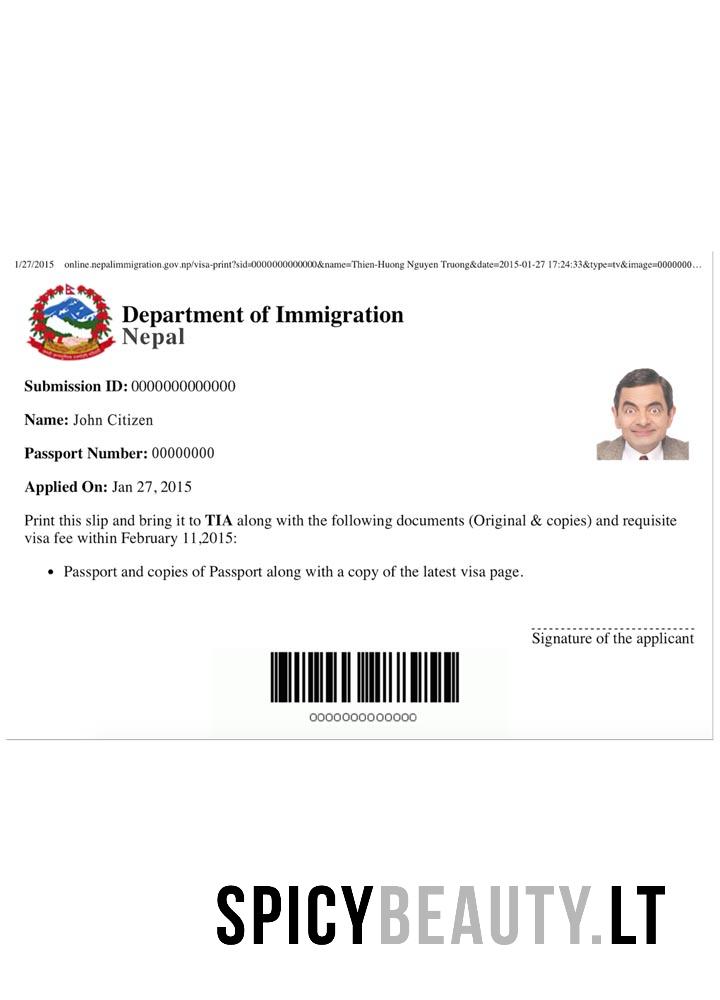 1/27/2015 online.nepalimmigration.gov.np/visa-print?sid=0000000000000&name=Thien-Huong Nguyen Truong&date=2015-01-27 17:24:33&type=tv&image=0000000…
Department of Immigration
Nepal
Submission ID: 0000000000000
Name: John Citizen
Passport Number: 00000000
Applied On: Jan 27, 2015
Print this slip and bring it to TIA along with the following documents (Original & copies) and requisite
visa fee within February 11,2015:
• Passport and copies of Passport along with a copy of the latest visa page.
Signature of the applicant
0000000000000
SPICYBEAUTY.LT